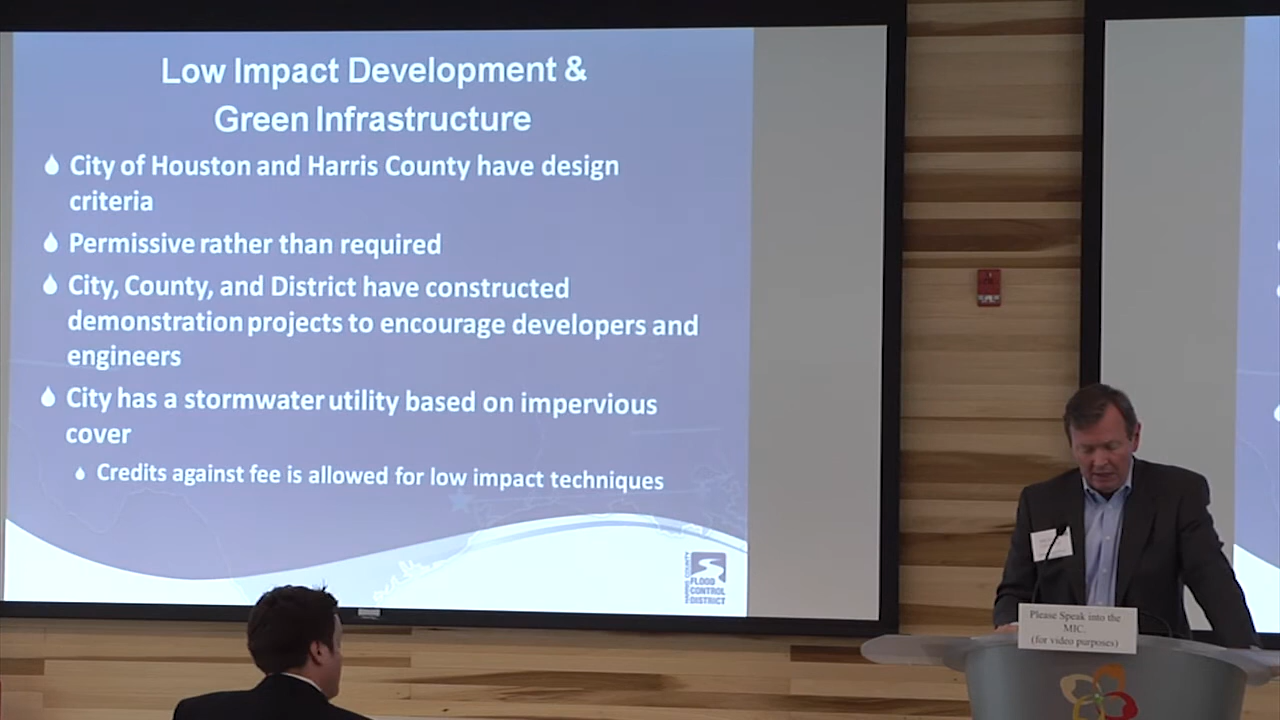 Low Impact Development &
Green Infrastructure
City of Houston and Harris County have design
criteria
Permissive rather than required
City, County, and District have constructed
demonstration projects to encourage developers and
engineers
City has a stormwater utility based on impervious
cover
Credits against fee is allowed for low impact techniques
HARRIS COUNTY
FLOOD
CONTROL
DISTRICT
Please Speak into the
MIC.
(for video purposes)